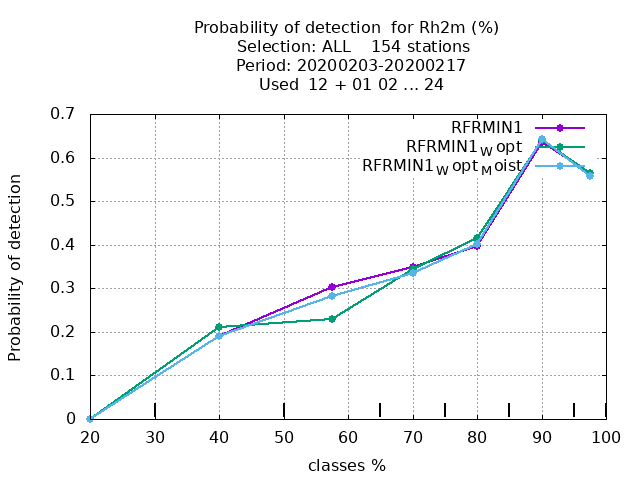 Probability of detection  for Rh2m (%)
Selection: ALL    154 stations
Period: 20200203-20200217
Used  12 + 01 02 ... 24
RFRMIN1
RFRMIN1W opt
RFRMIN1W optM oist
Probability of detection
0.7
0.6
0.5
0.4
0.3
0.2
0.1
0
20 30 40 50 60 70 80 90 100
classes %